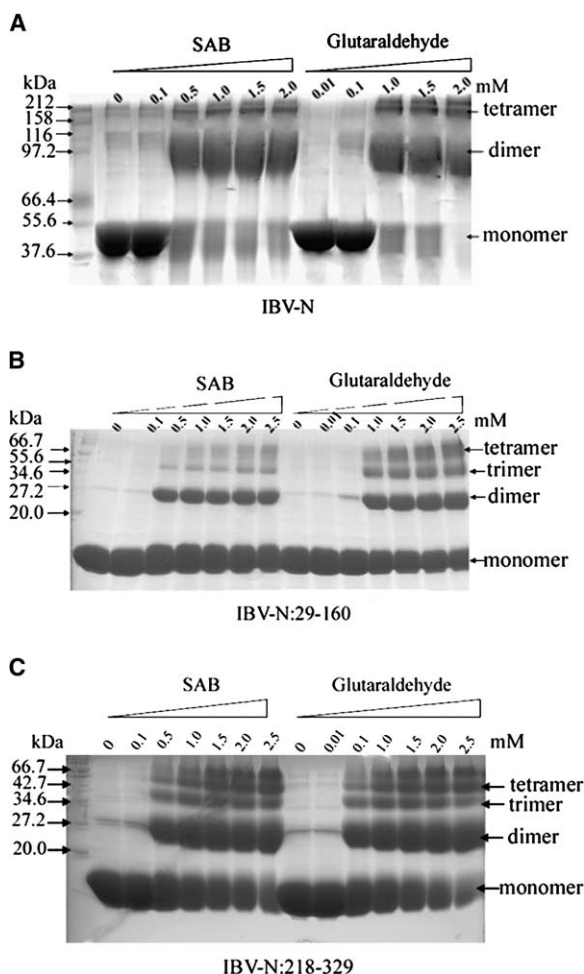 A
SAB Glutaraldehyde
kDa
0 0.1 0.5 1.0 1.5 2.0 0.01 0.1 1.0 1.5 2.0 mM
212
158
116
97.2
66.4
55.6
37.6
tetramer
dimer
monomer
IBV-N
B
SAB Glutaraldehyde
kDa
0 0.1 0.5 1.0 1.5 2.0 2.5 0 0.01 0.1 1.0 1.5 2.0 2.5 mM
66.7
55.6
34.6
27.2
20.0
tetramer
trimer
dimer
monomer
IBV-N:29-160
C
SAB Glutaraldehyde
kDa
0 0.1 0.5 1.0 1.5 2.0 2.5 0 0.01 0.1 1.0 1.5 2.0 2.5 mM
66.7
42.7
34.6
27.2
20.0
tetramer
trimer
dimer
monomer
IBV-N:218-329